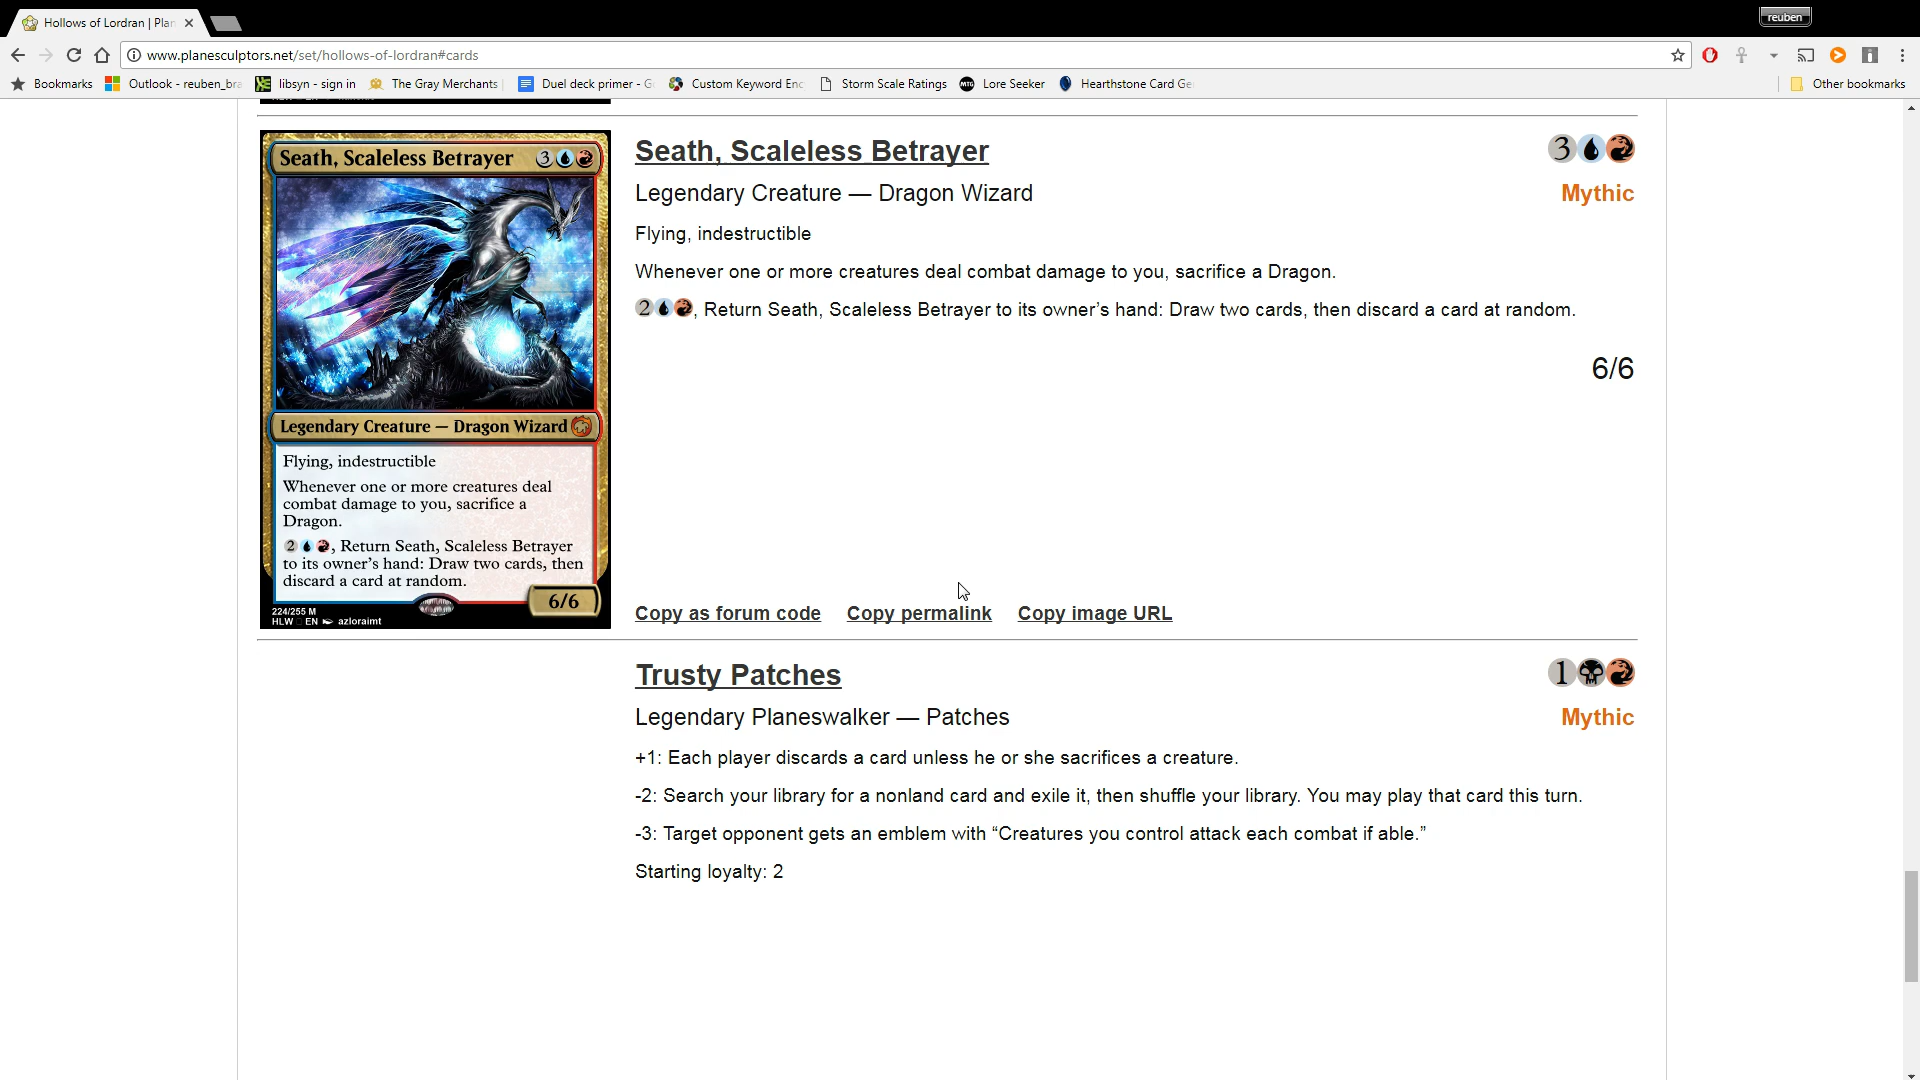 Hollows of Lordran | Plan
reuben
www.planesculptors.net/set/hollows-of-lordran#cards
Bookmarks
Outlook - reuben_bra
libsyn - sign in
The Gray Merchants
Duel deck primer - G
Custom Keyword Enc
Storm Scale Ratings
MTG
Lore Seeker
Hearthstone Card Ge
Other bookmarks
Seath, Scaleless Betrayer 3
Legendary Creature — Dragon Wizard
Flying, indestructible
Whenever one or more creatures deal
combat damage to you, sacrifice a
Dragon.
2, Return Seath, Scaleless Betrayer
to its owner's hand: Draw two cards, then
discard a card at random.
6/6
224/255 M
HLW EN azloraimt
Seath, Scaleless Betrayer 3
Legendary Creature — Dragon Wizard Mythic
Flying, indestructible
Whenever one or more creatures deal combat damage to you, sacrifice a Dragon.
2, Return Seath, Scaleless Betrayer to its owner's hand: Draw two cards, then discard a card at random.
6/6
Copy as forum code Copy permalink Copy image URL
Trusty Patches 1
Legendary Planeswalker — Patches Mythic
+1: Each player discards a card unless he or she sacrifices a creature.
-2: Search your library for a nonland card and exile it, then shuffle your library. You may play that card this turn.
-3: Target opponent gets an emblem with “Creatures you control attack each combat if able.”
Starting loyalty: 2